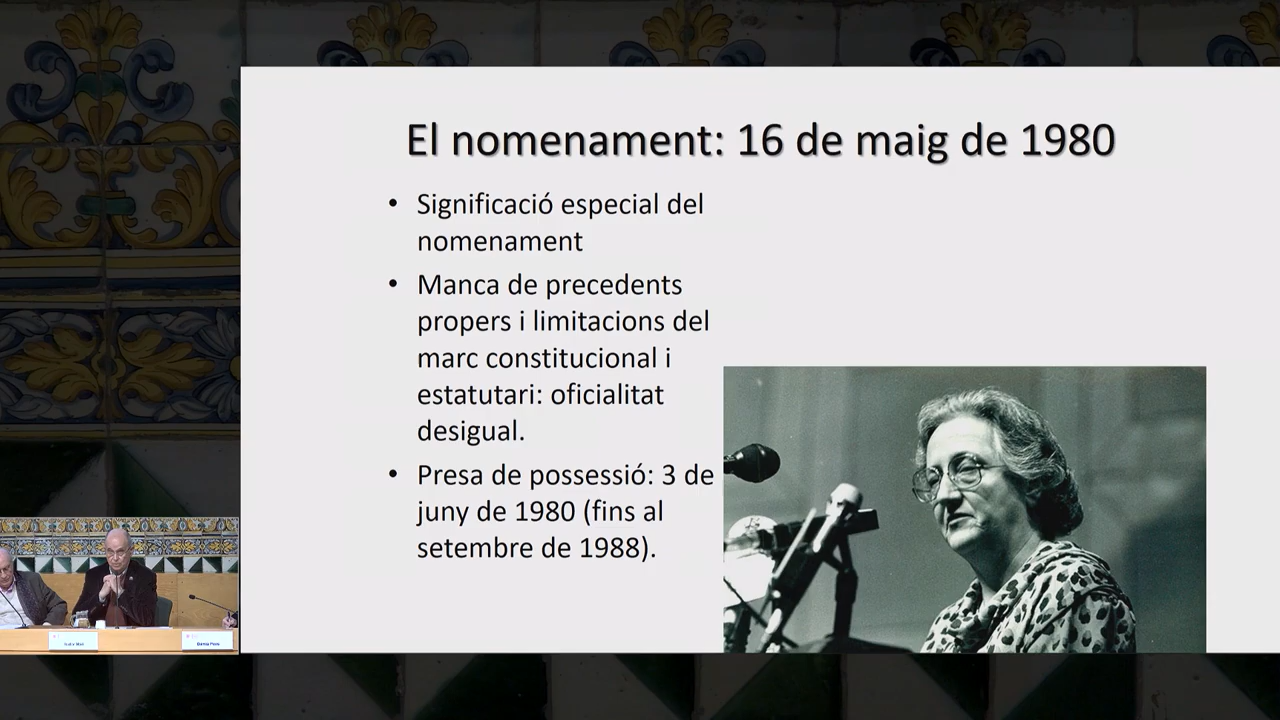 El nomenament: 16 de maig de 1980
• Significació especial del
nomenament
• Manca de precedents
propers i limitacions del
marc constitucional i
estatutari: oficialitat
desigual.
• Presa de possessió: 3 de
juny de 1980 (fins al
setembre de 1988).